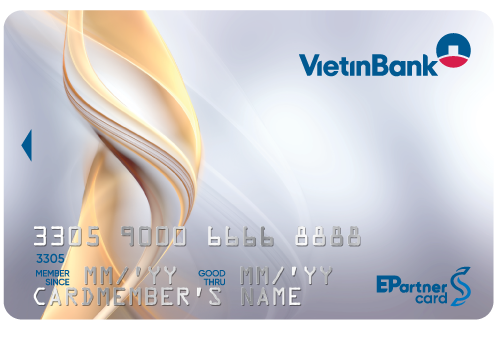 VietinBank
3305 9000 6666 8888
3305
MEMBER SINCE MM/'YY GOOD THRU MM/'YY
CARDMEMBER'S NAME
EPartner
card